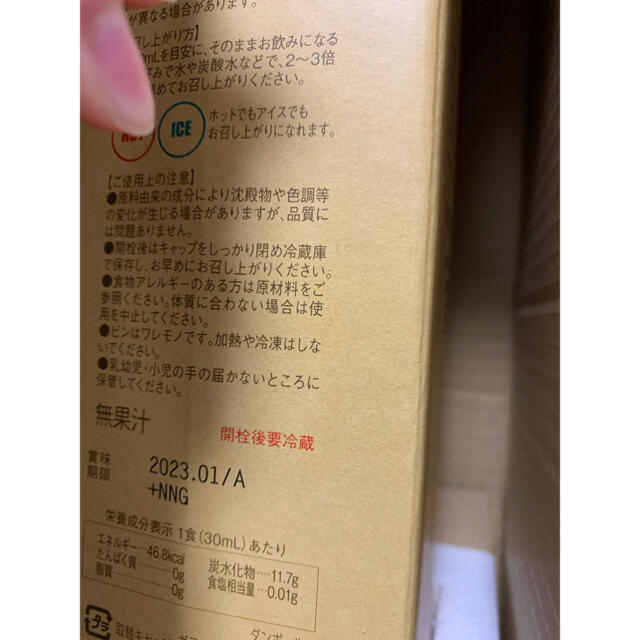 が異なる場合があります。
召し上がり方】
mLを目安に、そのままお飲みになる
好みで水や炭酸水などで、2〜3倍
めてお召し上がりください。
HOT ICE ホットでもアイスでも
お召し上がりになれます。
【ご使用上の注意】
●原料由来の成分により沈殿物や色調等
の変化が生じる場合がありますが、品質に
は問題ありません。
●開栓後はキャップをしっかり閉め冷蔵庫
で保存し、お早めにお召し上がりください。
●食物アレルギーのある方は原材料をご
参照ください。体質に合わない場合は使
用を中止してください。
●ビンはワレモノです。加熱や冷凍はしな
いでください。
●乳幼児・小児の手の届かないところに
保管してください。
無果汁 開栓後要冷蔵
賞味
期限
2023.01/A
+NNG
栄養成分表示 1食(30mL)あたり
エネルギー…46.8kcal
たんぱく質………0g
脂質………0g
炭水化物……11.7g
食塩相当量…0.01g
プラ
取替キャ
ダンボール